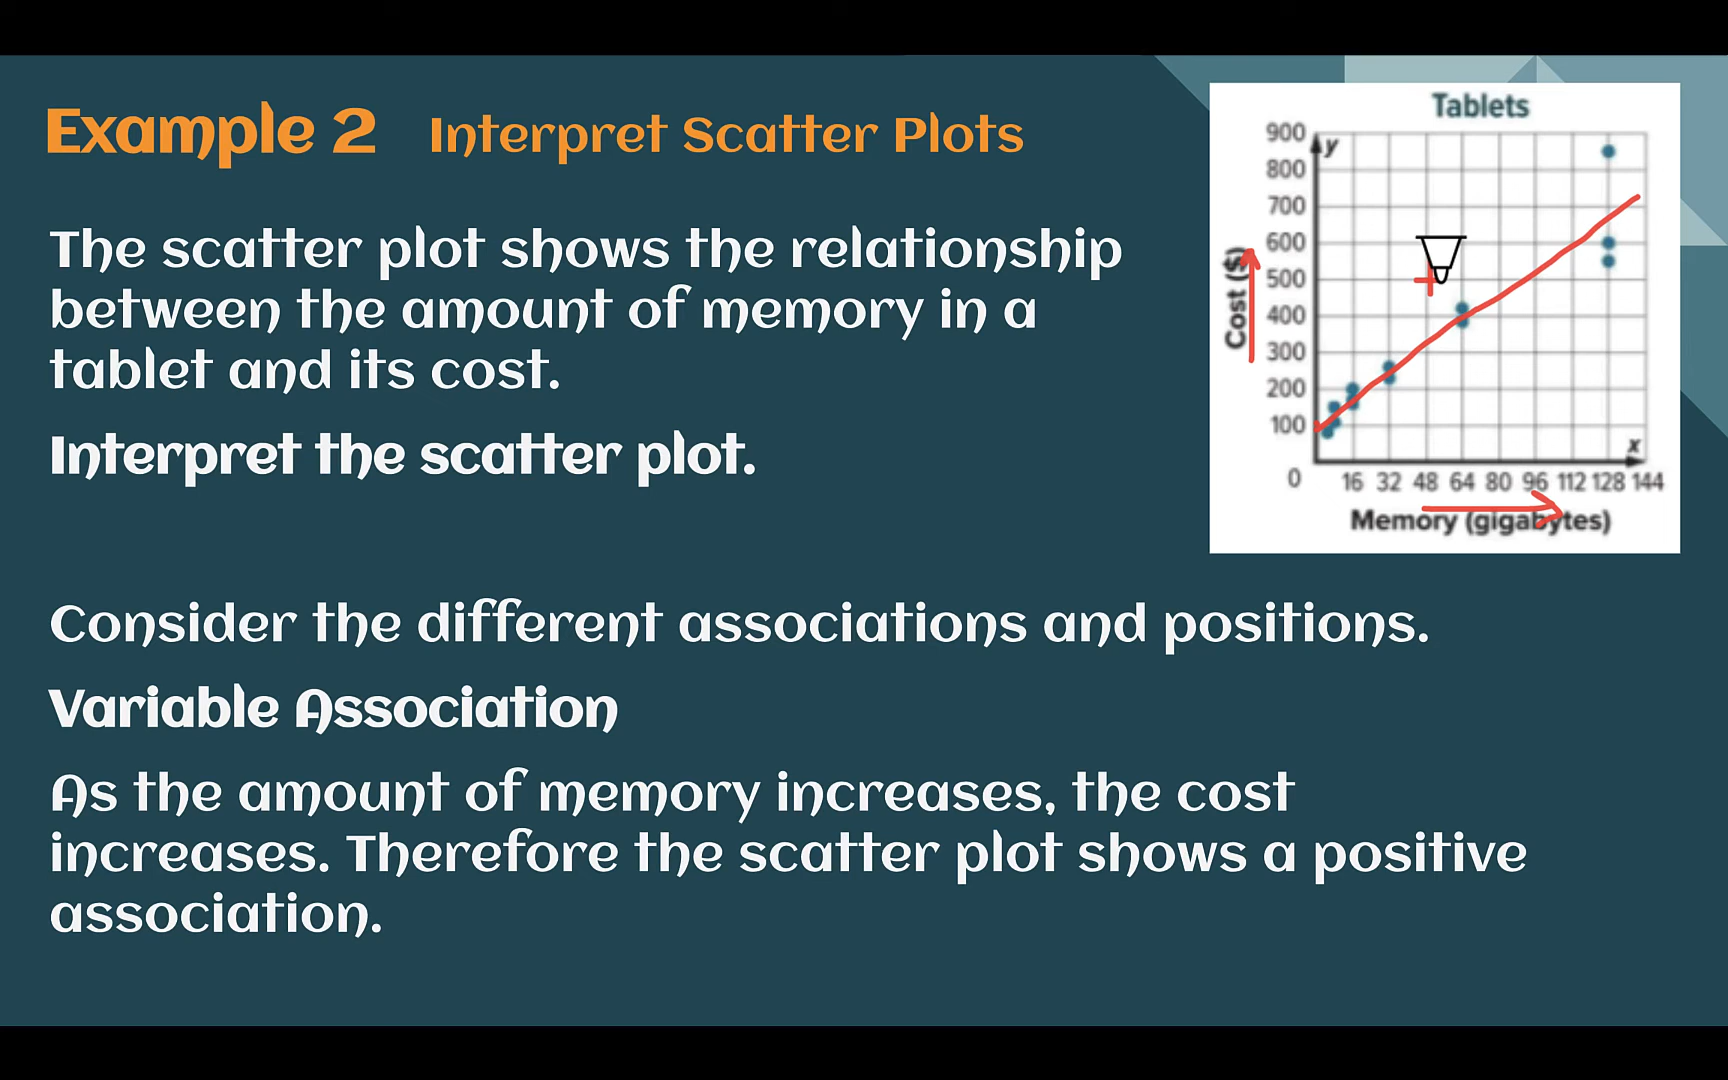 Example 2 Interpret Scatter Plots
The scatter plot shows the relationship
between the amount of memory in a
tablet and its cost.
Interpret the scatter plot.
Tablets
900
y
800
700
600
500
400
300
200
100
x
0 16 32 48 64 80 96 112 128 144
Cost ($)
Memory (gigabytes)
+
Consider the different associations and positions.
Variable Association
As the amount of memory increases, the cost
increases. Therefore the scatter plot shows a positive
association.